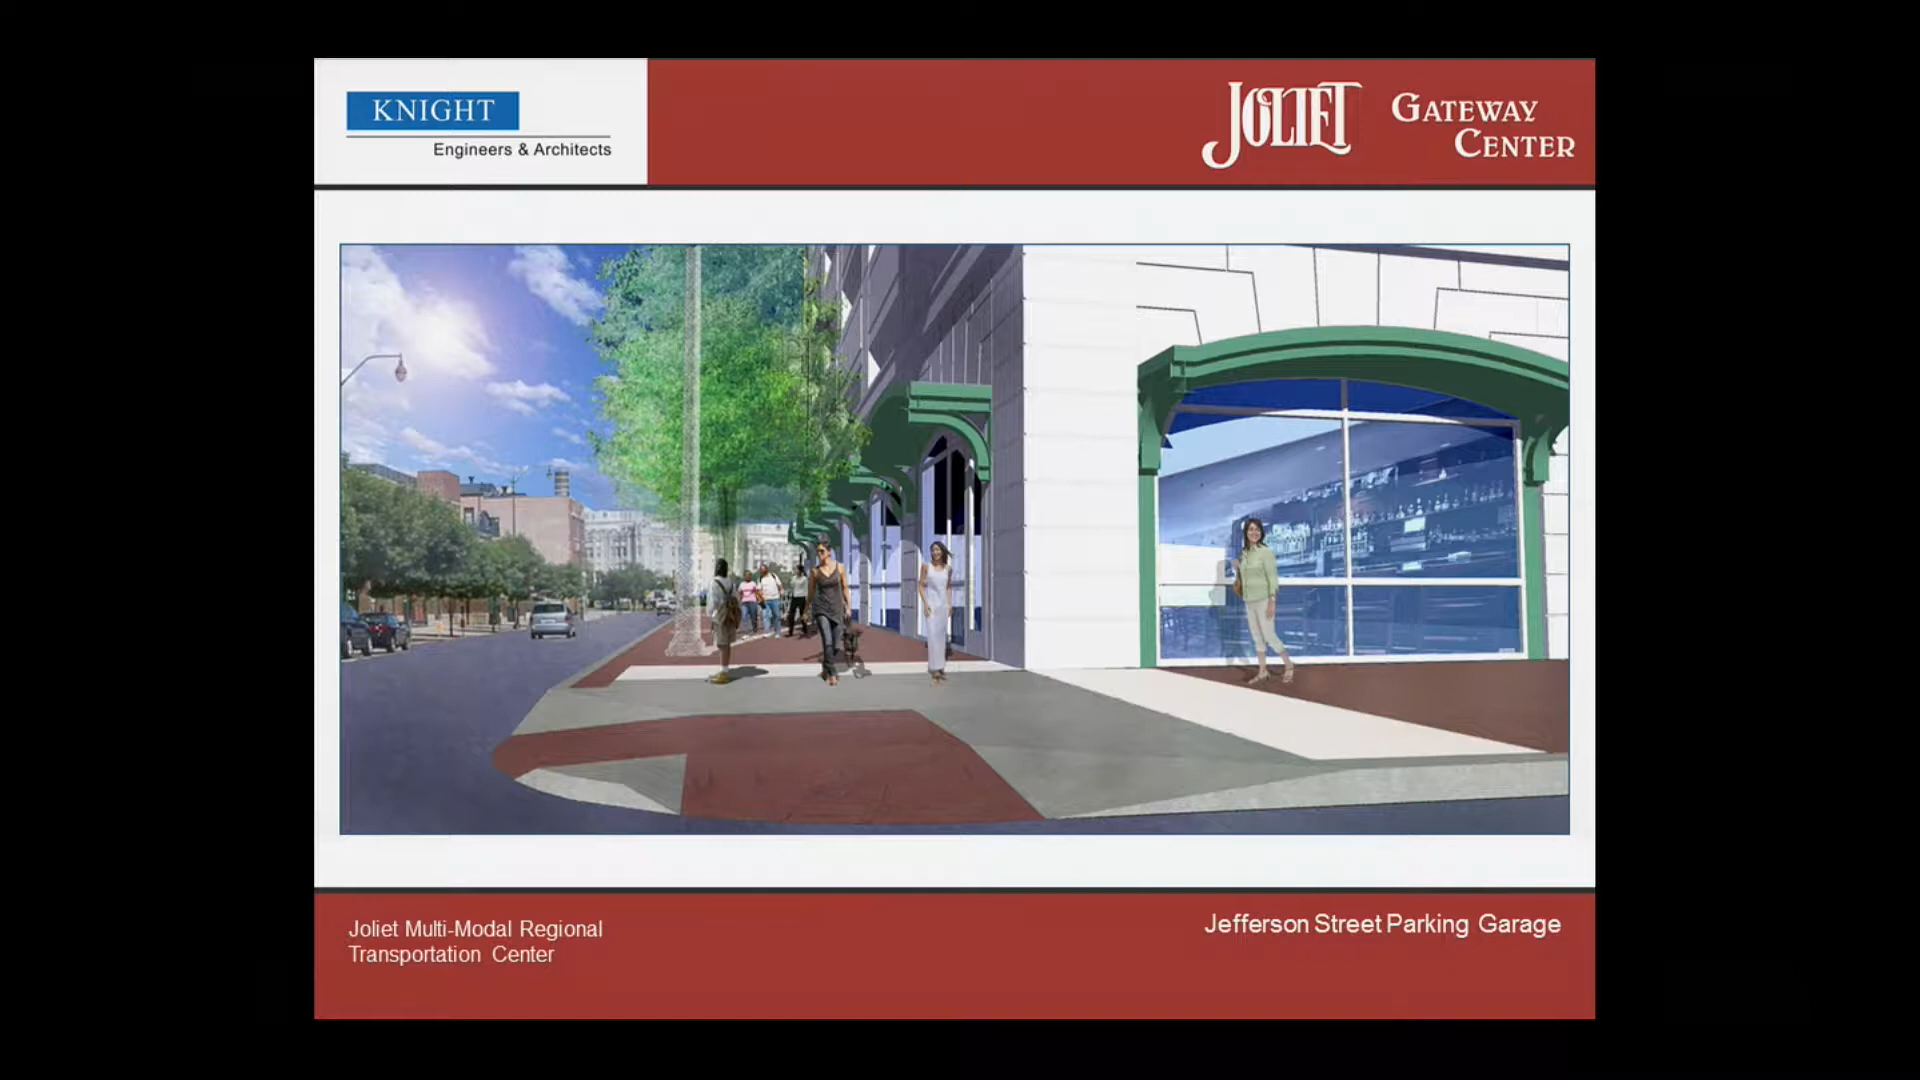 KNIGHT
Engineers & Architects
JOLIET
GATEWAY
CENTER
Joliet Multi-Modal Regional
Transportation Center
Jefferson Street Parking Garage